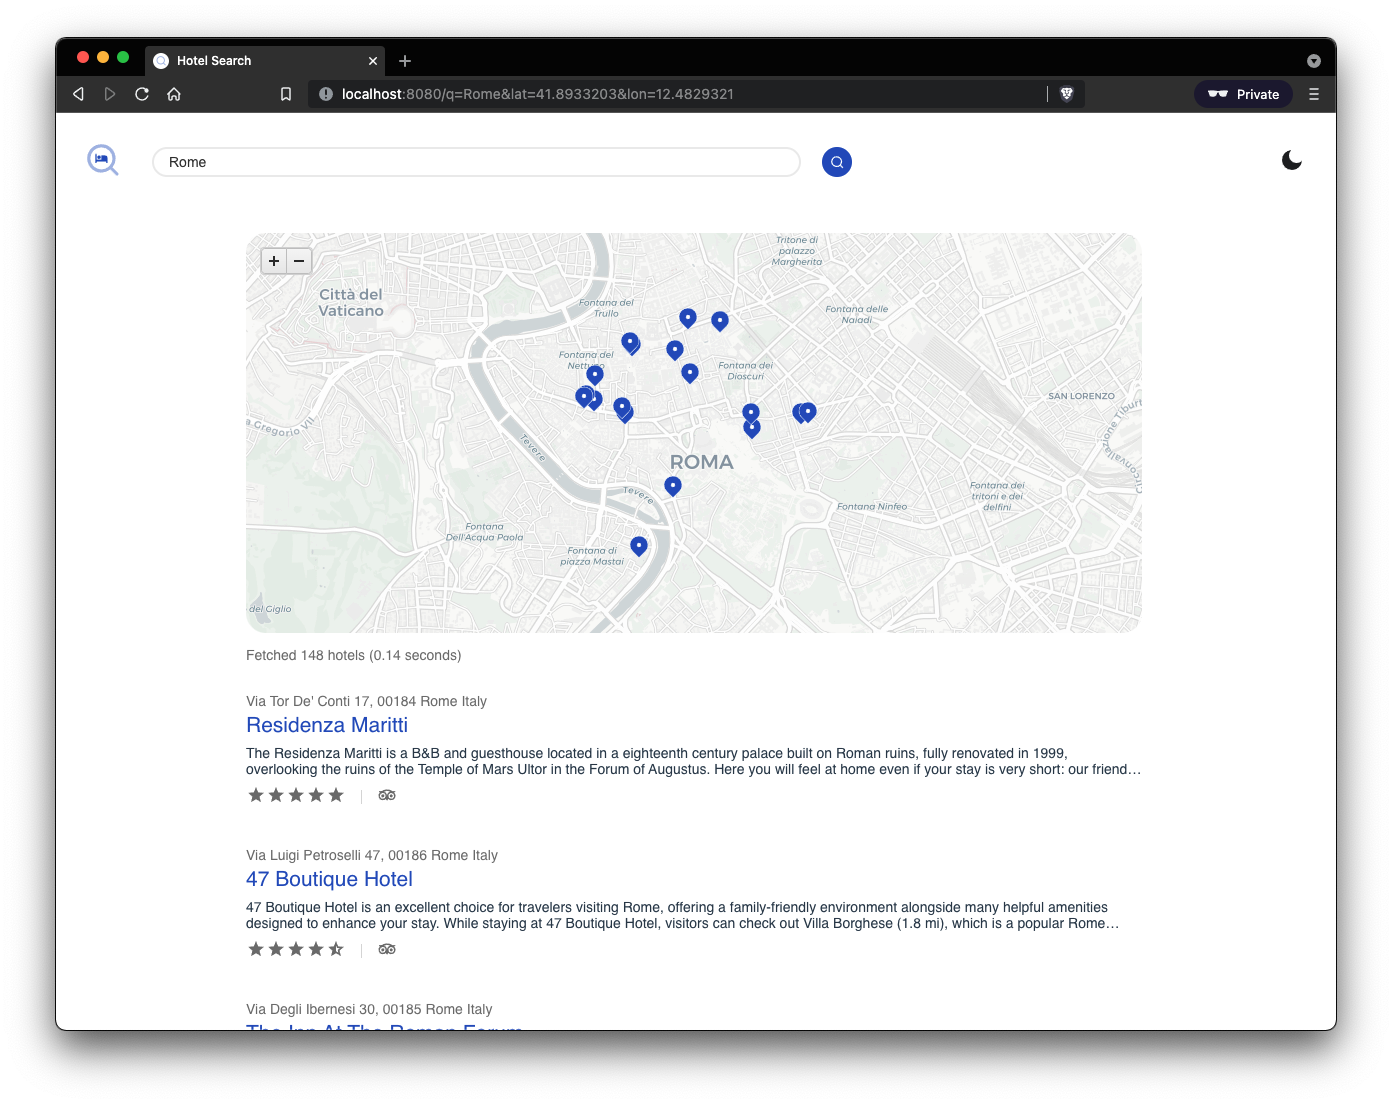 Hotel Search
localhost:8080/q=Rome&lat=41.8933203&lon=12.4829321
Private
Rome
+ −
Tritone di
palazzo
Margherita
Città del
Vaticano
Fontana del
Trullo
Fontana delle
Naiadi
Fontana del
Nettuno
Fontana dei
Dioscuri
SAN LORENZO
a Gregorio VII
Tevere
ROMA
Tevere
Fontana dei
tritoni e dei
delfini
Fontana Ninfeo
Fontana
Dell'Acqua Paola
Fontana di
piazza Mastai
del Giglio
Fetched 148 hotels (0.14 seconds)
Via Tor De' Conti 17, 00184 Rome Italy
Residenza Maritti
The Residenza Maritti is a B&B and guesthouse located in a eighteenth century palace built on Roman ruins, fully renovated in 1999,
overlooking the ruins of the Temple of Mars Ultor in the Forum of Augustus. Here you will feel at home even if your stay is very short: our friend…
Via Luigi Petroselli 47, 00186 Rome Italy
47 Boutique Hotel
47 Boutique Hotel is an excellent choice for travelers visiting Rome, offering a family-friendly environment alongside many helpful amenities
designed to enhance your stay. While staying at 47 Boutique Hotel, visitors can check out Villa Borghese (1.8 mi), which is a popular Rome…
Via Degli Ibernesi 30, 00185 Rome Italy
The Inn At The Roman Forum